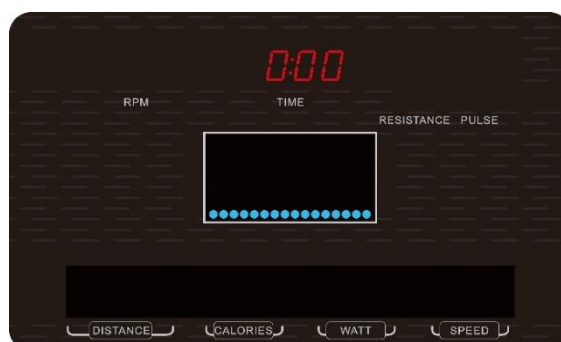 0:00
RPM TIME
RESISTANCE PULSE
DISTANCE CALORIES WATT SPEED